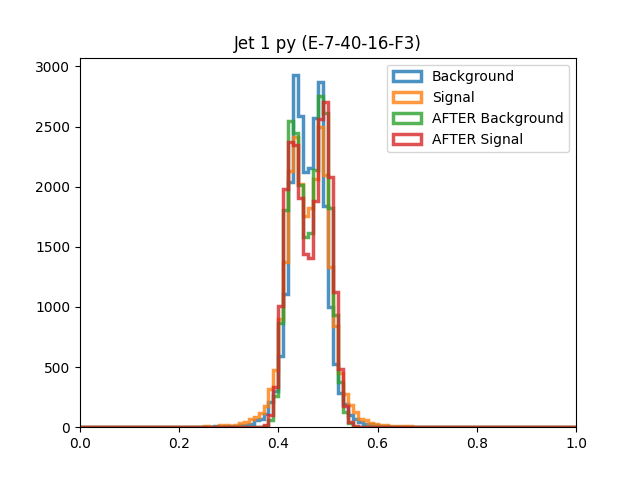 Jet 1 py (E-7-40-16-F3)
Background
Signal
AFTER Background
AFTER Signal
3000
2500
2000
1500
1000
500
0
0.0 0.2 0.4 0.6 0.8 1.0